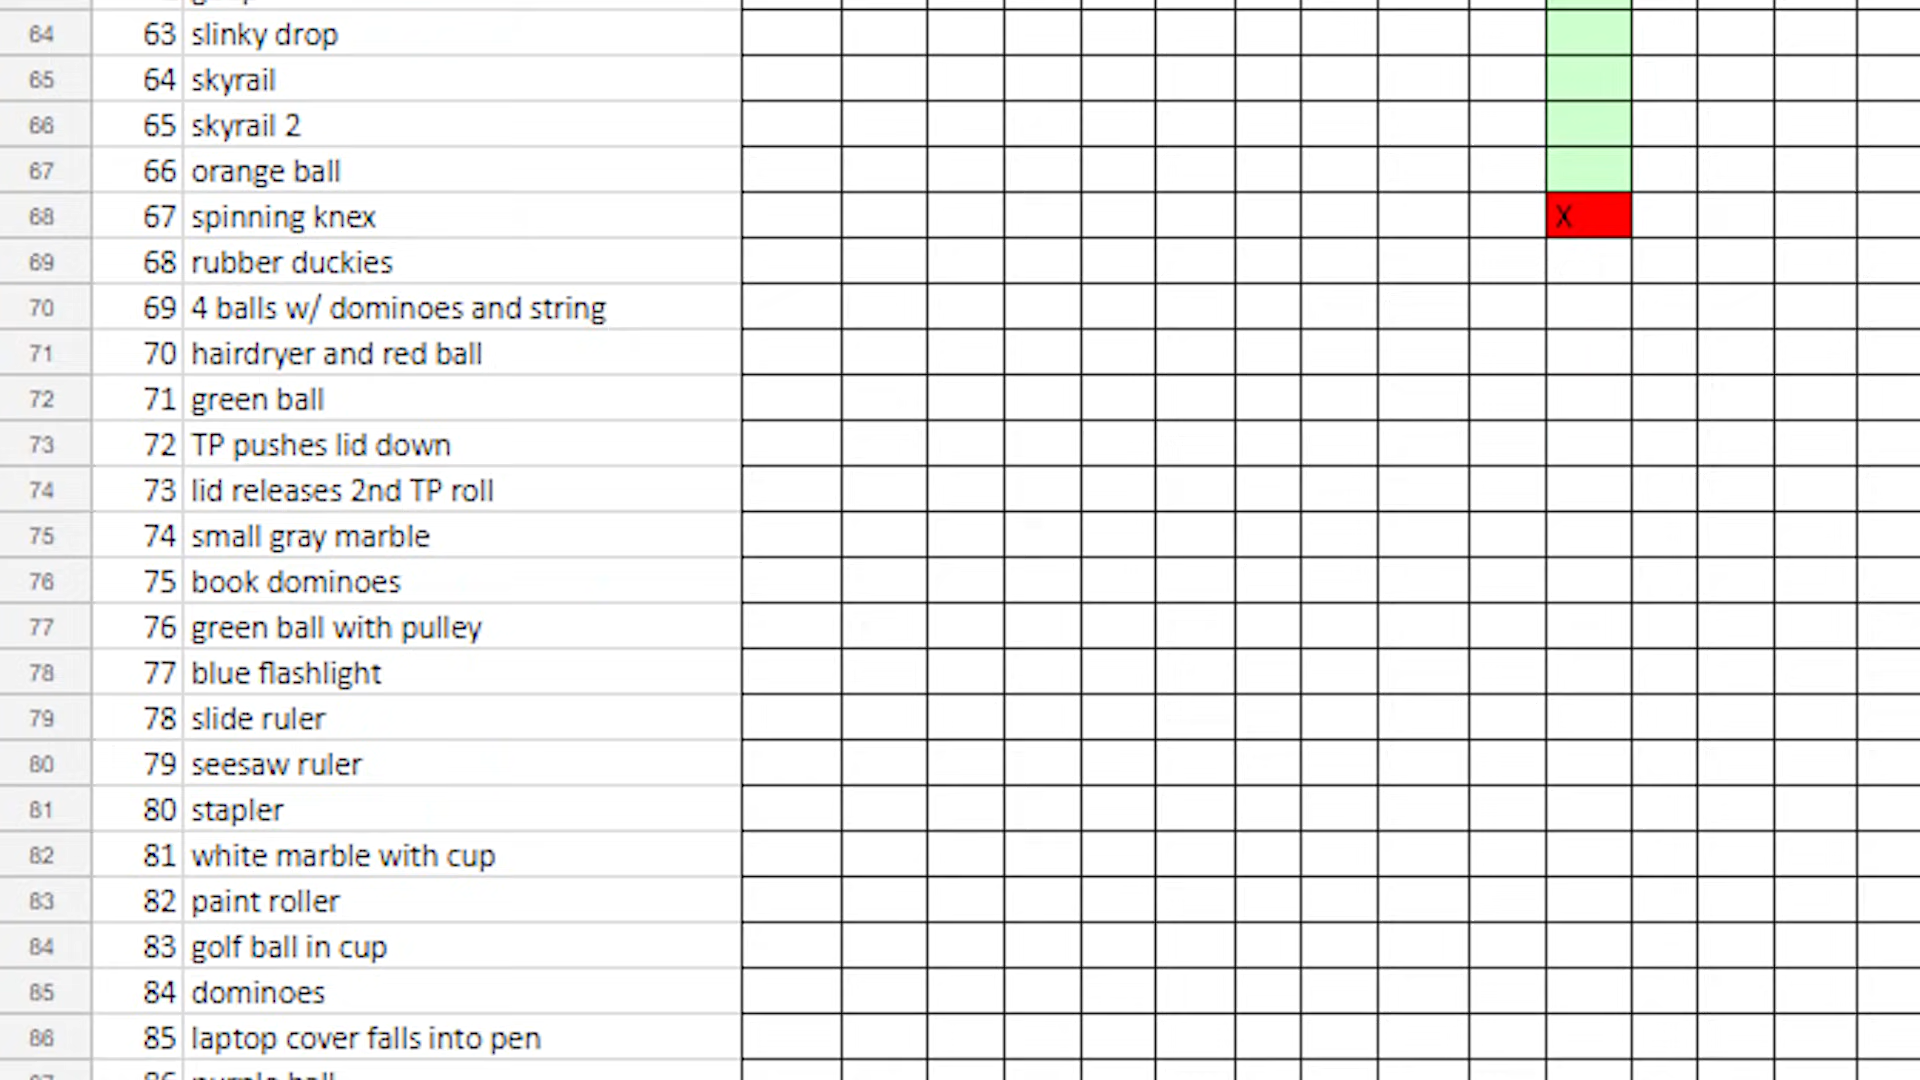 64 63 slinky drop
65 64 skyrail
66 65 skyrail 2
67 66 orange ball
68 67 spinning knex X
69 68 rubber duckies
70 69 4 balls w/ dominoes and string
71 70 hairdryer and red ball
72 71 green ball
73 72 TP pushes lid down
74 73 lid releases 2nd TP roll
75 74 small gray marble
76 75 book dominoes
77 76 green ball with pulley
78 77 blue flashlight
79 78 slide ruler
80 79 seesaw ruler
81 80 stapler
82 81 white marble with cup
83 82 paint roller
84 83 golf ball in cup
85 84 dominoes
86 85 laptop cover falls into pen